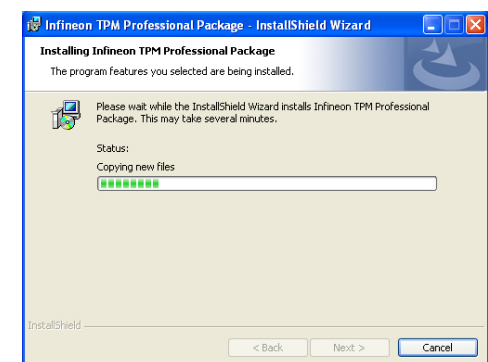 Infineon TPM Professional Package - InstallShield Wizard
Installing Infineon TPM Professional Package
The program features you selected are being installed.
Please wait while the InstallShield Wizard installs Infineon TPM Professional
Package. This may take several minutes.
Status:
Copying new files
InstallShield
< Back Next > Cancel